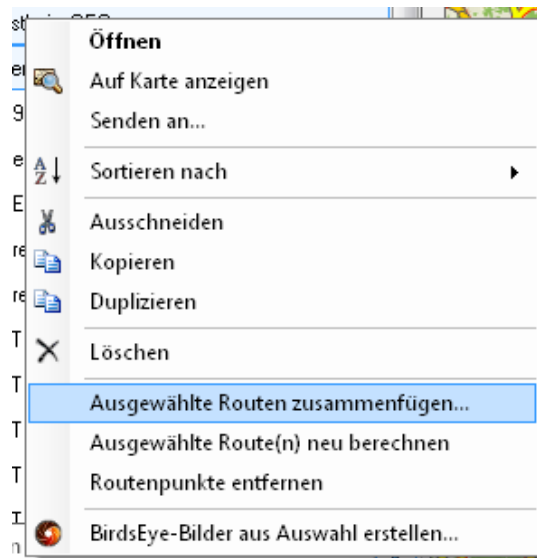 Öffnen
Auf Karte anzeigen
Senden an...
Sortieren nach
Ausschneiden
Kopieren
Duplizieren
Löschen
Ausgewählte Routen zusammenfügen...
Ausgewählte Route(n) neu berechnen
Routenpunkte entfernen
BirdsEye-Bilder aus Auswahl erstellen...